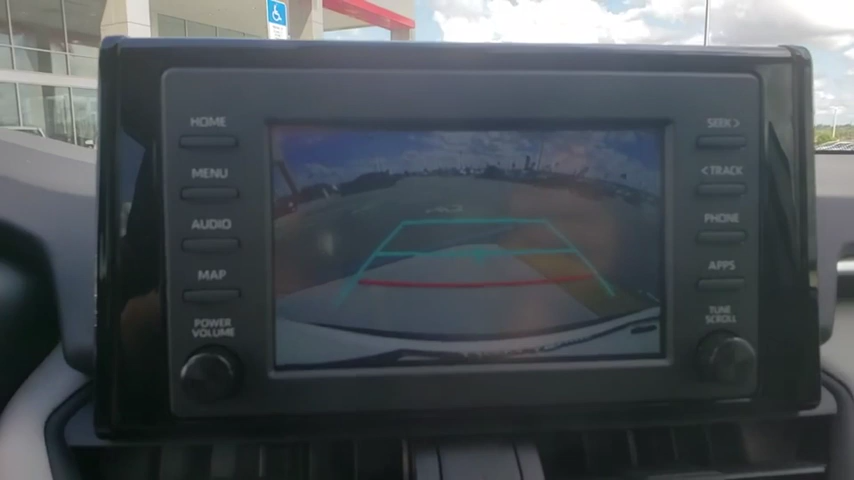 HOME
MENU
AUDIO
MAP
POWER
VOLUME
SEEK >
< TRACK
PHONE
APPS
TUNE
SCROLL